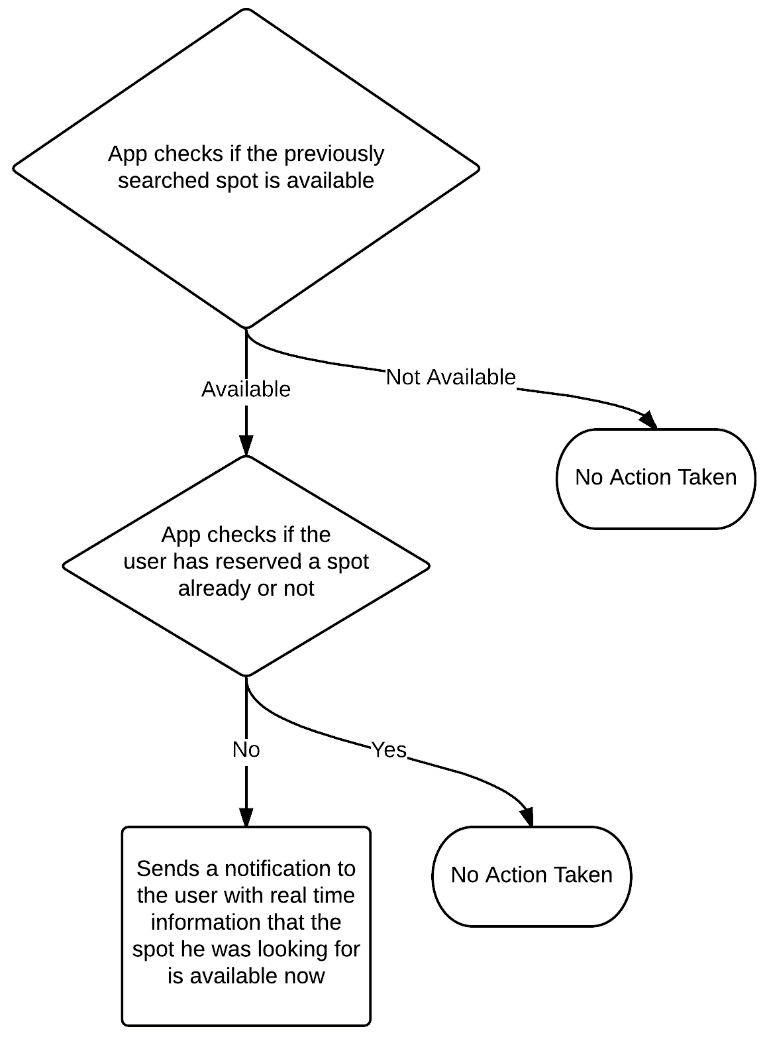 App checks if the previously
searched spot is available
Available
Not Available
No Action Taken
App checks if the
user has reserved a spot
already or not
No
Yes
Sends a notification to
the user with real time
information that the
spot he was looking for
is available now
No Action Taken